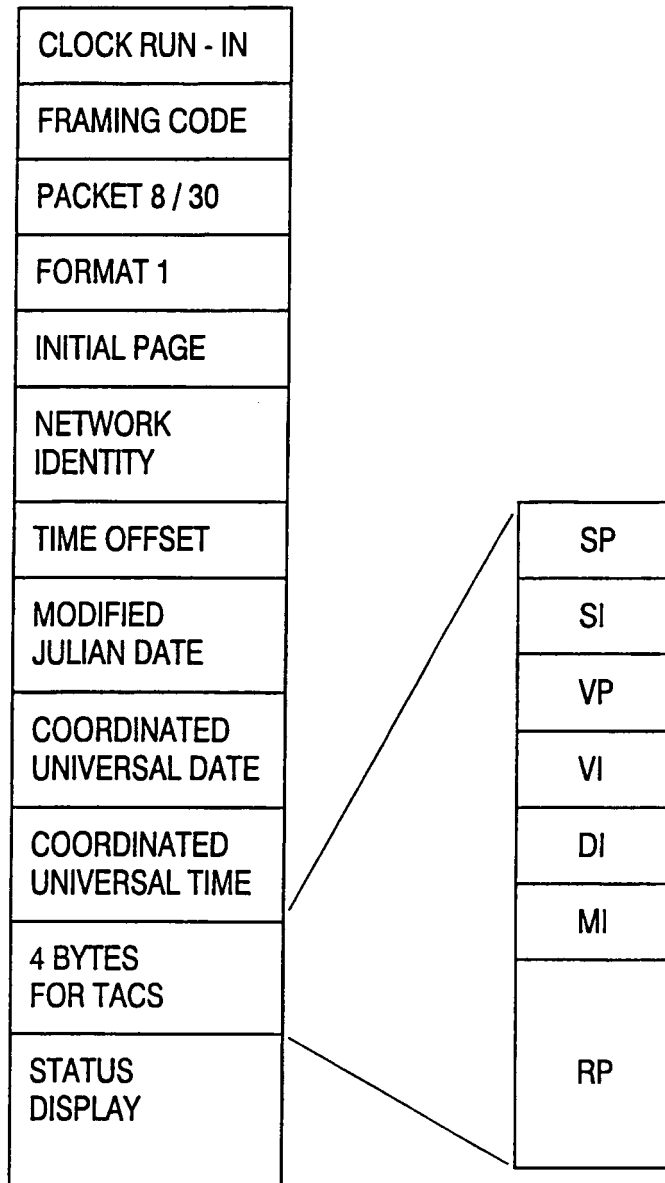 CLOCK RUN - IN
FRAMING CODE
PACKET 8 / 30
FORMAT 1
INITIAL PAGE
NETWORK
IDENTITY
TIME OFFSET
MODIFIED
JULIAN DATE
COORDINATED
UNIVERSAL DATE
COORDINATED
UNIVERSAL TIME
4 BYTES
FOR TACS
STATUS
DISPLAY
SP
SI
VP
VI
DI
MI
RP